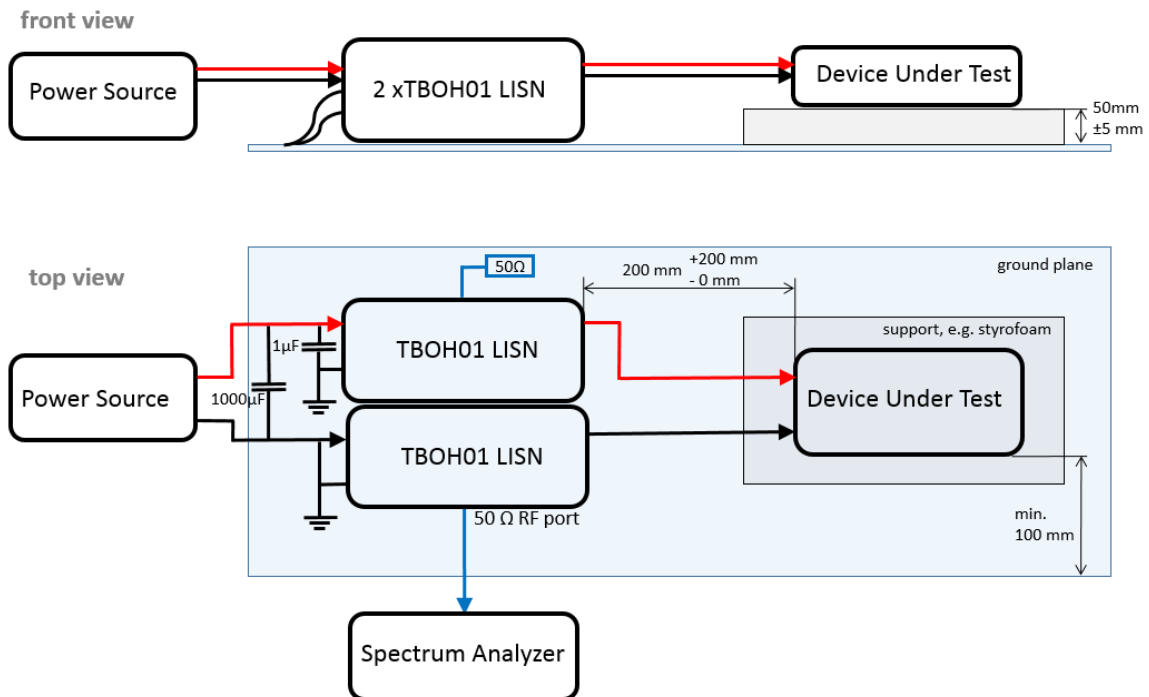 front view
Power Source
2 xTBOH01 LISN
Device Under Test
50mm
±5 mm
top view
50Ω
200 mm +200 mm
- 0 mm
ground plane
1µF
TBOH01 LISN
support, e.g. styrofoam
Power Source
1000µF
Device Under Test
TBOH01 LISN
50 Ω RF port
min.
100 mm
Spectrum Analyzer